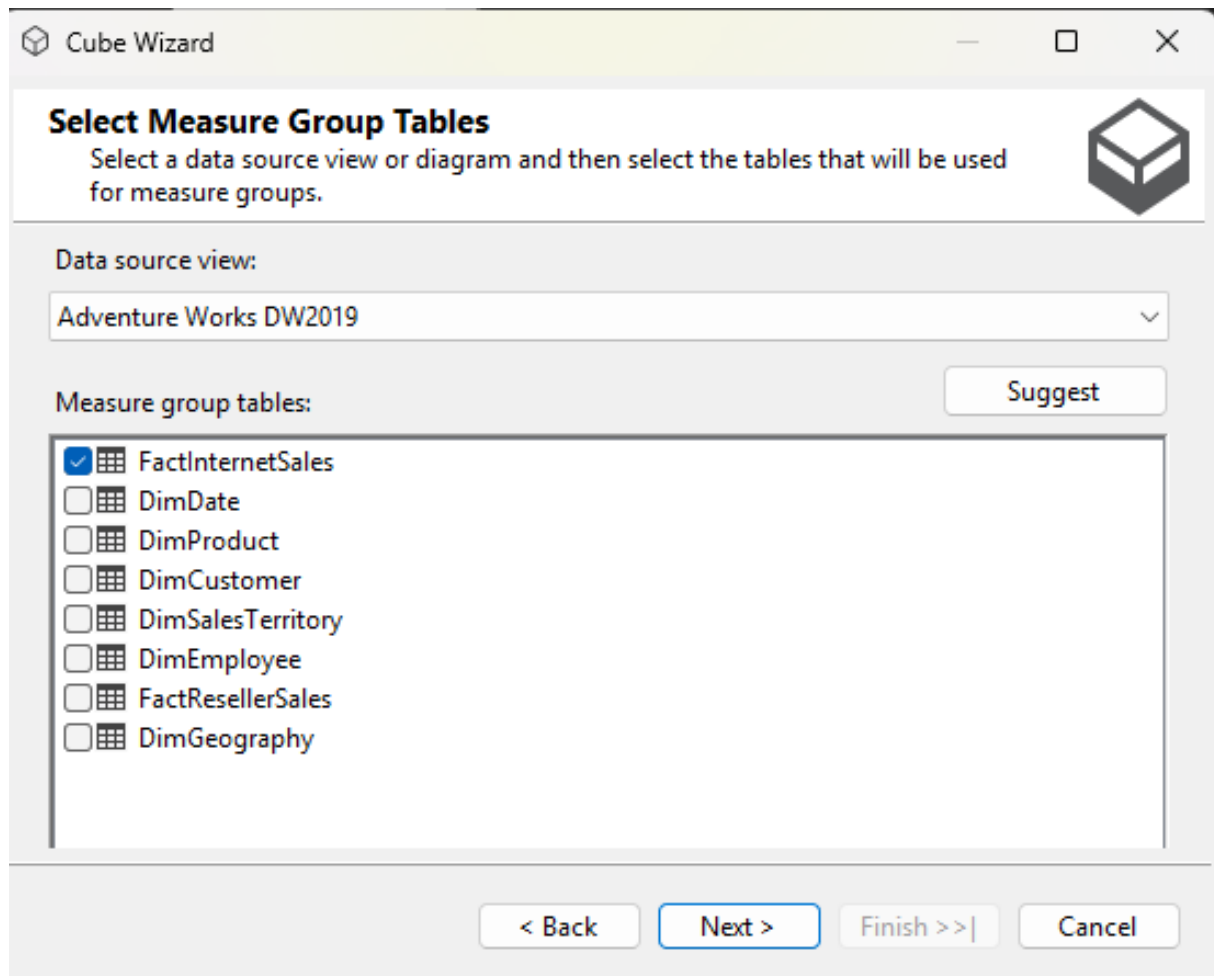 Cube Wizard
Select Measure Group Tables
Select a data source view or diagram and then select the tables that will be used
for measure groups.
Data source view:
Adventure Works DW2019
Suggest
Measure group tables:
FactInternetSales
DimDate
DimProduct
DimCustomer
DimSalesTerritory
DimEmployee
FactResellerSales
DimGeography
< Back Next > Finish >>| Cancel